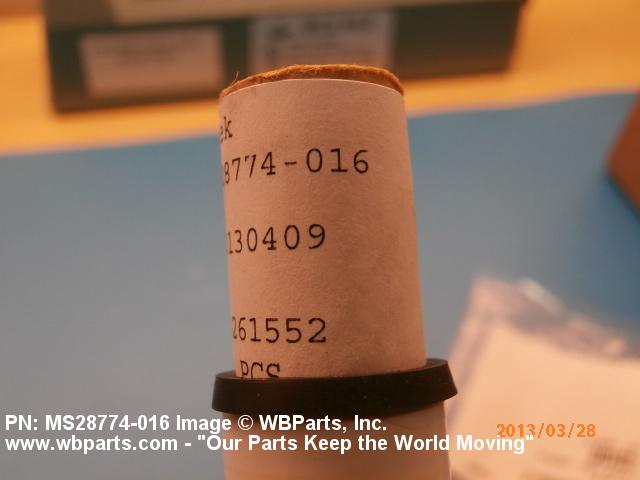 ek
8774-016
130409
261552
PCS
PN: MS28774-016 Image © WBParts, Inc.
www.wbparts.com - "Our Parts Keep the World Moving"
2013/03/28